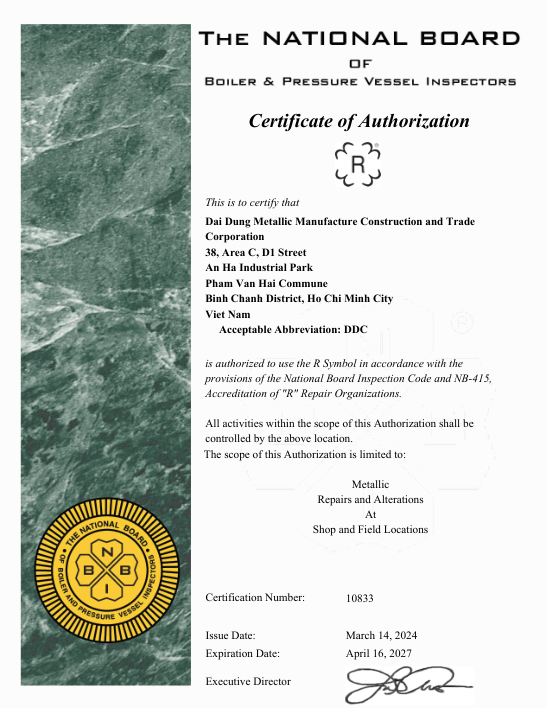 THE NATIONAL BOARD
OF
BOILER & PRESSURE VESSEL INSPECTORS
Certificate of Authorization
R ®
This is to certify that
Dai Dung Metallic Manufacture Construction and Trade
Corporation
38, Area C, D1 Street
An Ha Industrial Park
Pham Van Hai Commune
Binh Chanh District, Ho Chi Minh City
Viet Nam
Acceptable Abbreviation: DDC
is authorized to use the R Symbol in accordance with the
provisions of the National Board Inspection Code and NB-415,
Accreditation of "R" Repair Organizations.
All activities within the scope of this Authorization shall be
controlled by the above location.
The scope of this Authorization is limited to:
Metallic
Repairs and Alterations
At
Shop and Field Locations
THE NATIONAL BOARD
OF BOILER AND PRESSURE VESSEL INSPECTORS
N
B B
I
Certification Number: 10833
Issue Date: March 14, 2024
Expiration Date: April 16, 2027
Executive Director